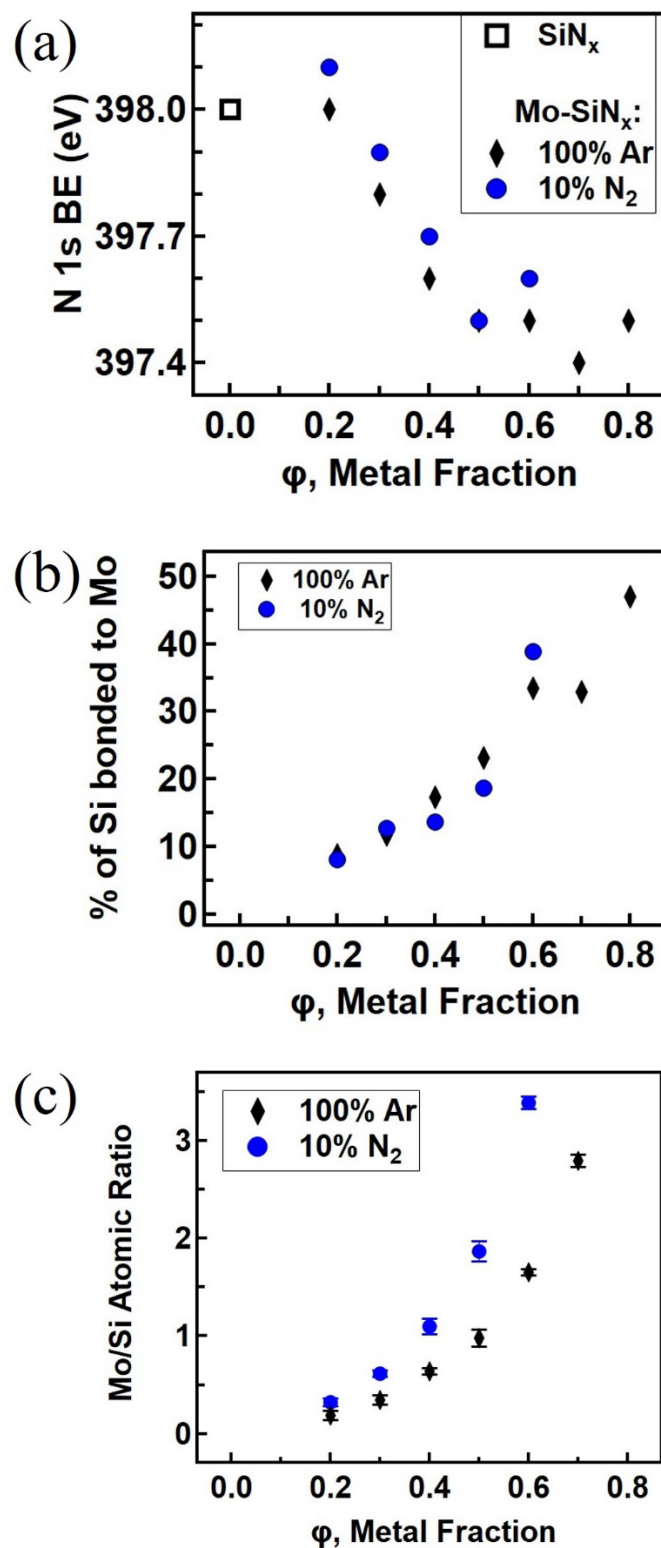 (a)
N 1s BE (eV)
398.0
397.7
397.4
SiNₓ
Mo-SiNₓ:
100% Ar
10% N₂
0.0 0.2 0.4 0.6 0.8
φ, Metal Fraction
(b)
% of Si bonded to Mo
50
40
30
20
10
0
100% Ar
10% N₂
0.0 0.2 0.4 0.6 0.8
φ, Metal Fraction
(c)
Mo/Si Atomic Ratio
3
2
1
0
100% Ar
10% N₂
0.0 0.2 0.4 0.6 0.8
φ, Metal Fraction